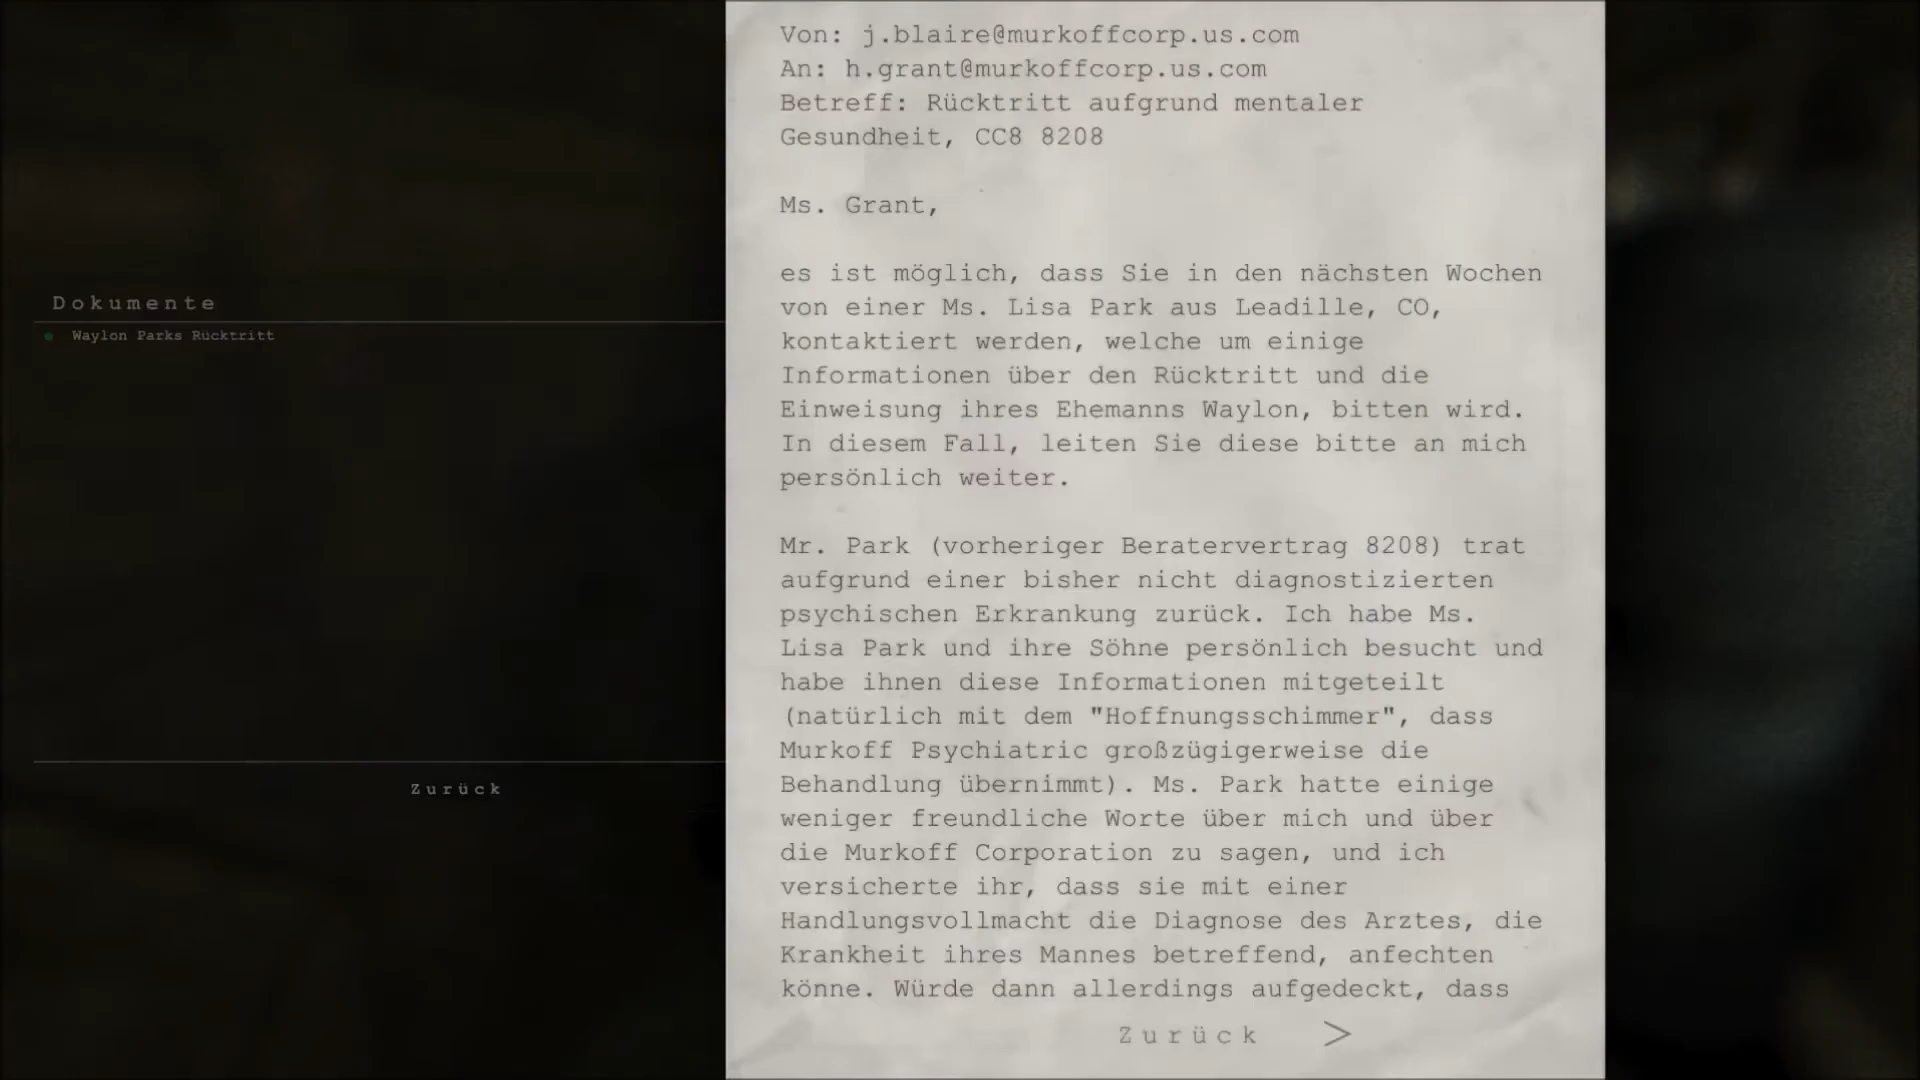 Von: j.blaire@murkoffcorp.us.com
An: h.grant@murkoffcorp.us.com
Betreff: Rücktritt aufgrund mentaler
Gesundheit, CC8 8208
Ms. Grant,
es ist möglich, dass Sie in den nächsten Wochen
von einer Ms. Lisa Park aus Leadille, CO,
kontaktiert werden, welche um einige
Informationen über den Rücktritt und die
Einweisung ihres Ehemanns Waylon, bitten wird.
In diesem Fall, leiten Sie diese bitte an mich
persönlich weiter.
Mr. Park (vorheriger Beratervertrag 8208) trat
aufgrund einer bisher nicht diagnostizierten
psychischen Erkrankung zurück. Ich habe Ms.
Lisa Park und ihre Söhne persönlich besucht und
habe ihnen diese Informationen mitgeteilt
(natürlich mit dem "Hoffnungsschimmer", dass
Murkoff Psychiatric großzügigerweise die
Behandlung übernimmt). Ms. Park hatte einige
weniger freundliche Worte über mich und über
die Murkoff Corporation zu sagen, und ich
versicherte ihr, dass sie mit einer
Handlungsvollmacht die Diagnose des Arztes, die
Krankheit ihres Mannes betreffend, anfechten
könne. Würde dann allerdings aufgedeckt, dass
Zurück >
Dokumente
Waylon Parks Rücktritt
Zurück